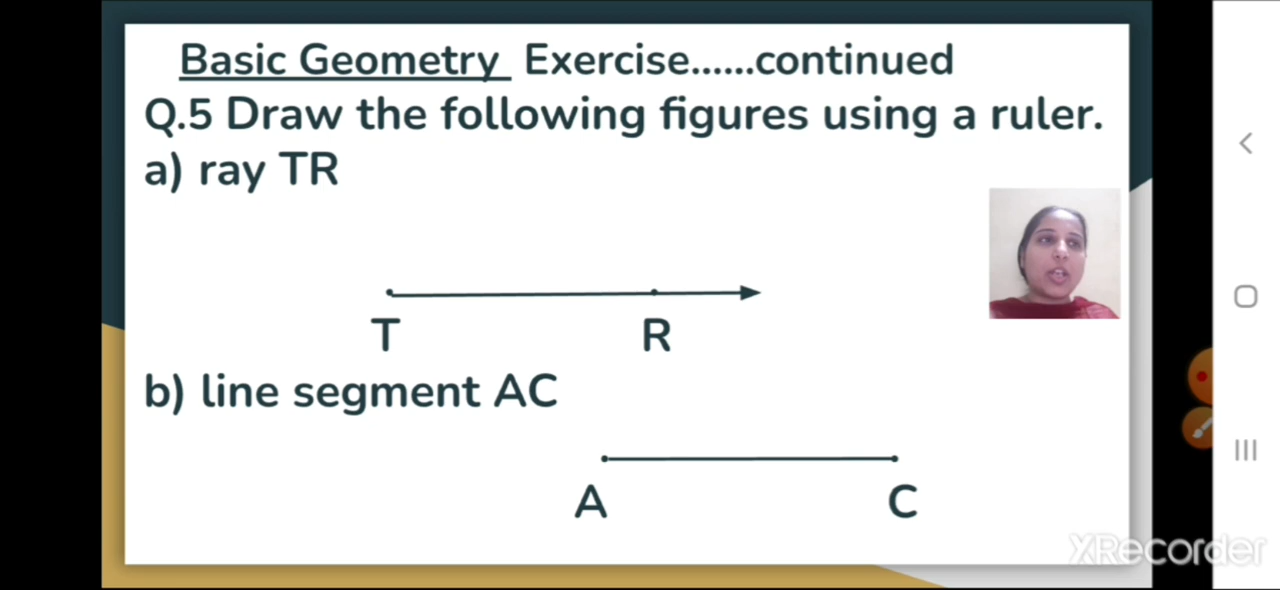 Basic Geometry Exercise......continued
Q.5 Draw the following figures using a ruler.
a) ray TR
T R
b) line segment AC
A C
XRecorder